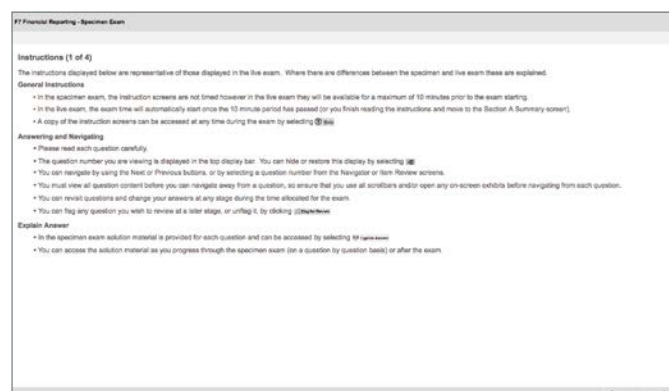 F7 Financial Reporting - Specimen Exam
Instructions (1 of 4)
The instructions displayed below are representative of those displayed in the live exam. Where there are differences between the specimen and live exam these are explained.
General Instructions
• In the specimen exam, the instruction screens are not timed however in the live exam they will be available for a maximum of 10 minutes prior to the exam starting.
• In the live exam, the exam time will automatically start once the 10 minute period has passed (or you finish reading the instructions and move to the Section A Summary screen).
• A copy of the instruction screens can be accessed at any time during the exam by selecting Help
Answering and Navigating
• Please read each question carefully.
• The question number you are viewing is displayed in the top display bar. You can hide or restore this display by selecting
• You can navigate by using the Next or Previous buttons, or by selecting a question number from the Navigator or Item Review screens.
• You must view all question content before you can navigate away from a question, so ensure that you use all scrollbars and/or open any on-screen exhibits before navigating from each question.
• You can revisit questions and change your answers at any stage during the time allocated for the exam.
• You can flag any question you wish to review at a later stage, or unflag it, by clicking Flag for Review
Explain Answer
• In the specimen exam solution material is provided for each question and can be accessed by selecting Explain Answer
• You can access the solution material as you progress through the specimen exam (on a question by question basis) or after the exam.